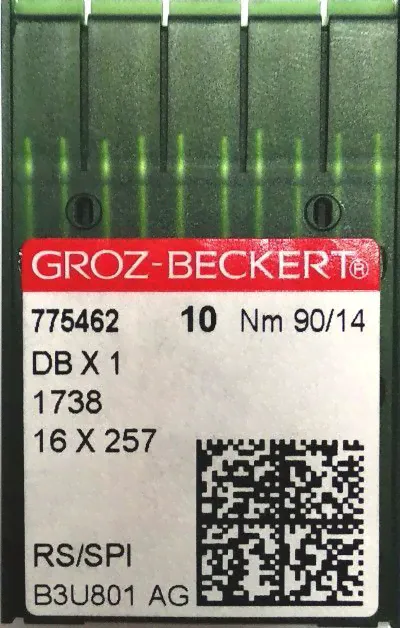 GROZ-BECKERT®
775462 10 Nm 90/14
DB X 1
1738
16 X 257
RS/SPI
B3U801 AG